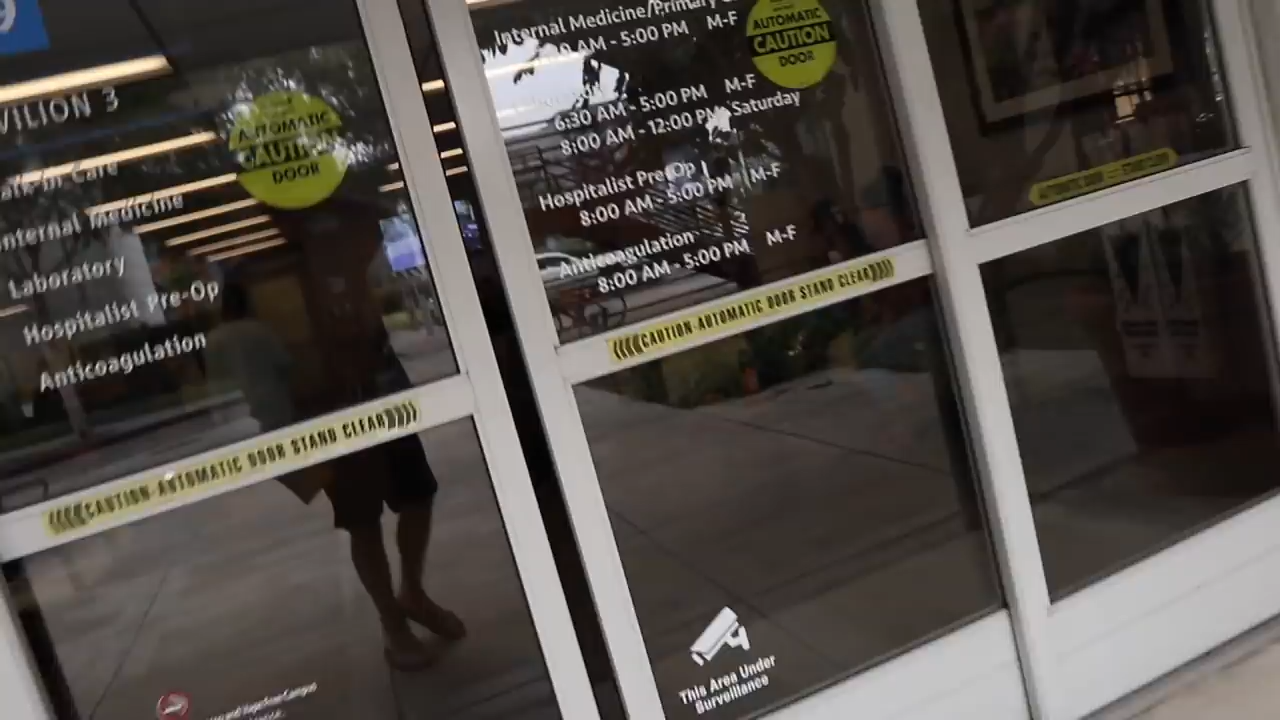 9
VILION 3
Internal Medicine
Laboratory
Hospitalist Pre-Op
Anticoagulation
AUTOMATIC
CAUTION
DOOR
CAUTION-AUTOMATIC DOOR STAND CLEAR
Internal Medicine/Primary
AM - 5:00 PM M-F
6:30 AM - 5:00 PM M-F
8:00 AM - 12:00 PM Saturday
Hospitalist PreOp
8:00 AM - 5:00 PM M-F
Anticoagulation
8:00 AM - 5:00 PM M-F
AUTOMATIC
CAUTION
DOOR
CAUTION-AUTOMATIC DOOR STAND CLEAR
This Area Under
Surveillance